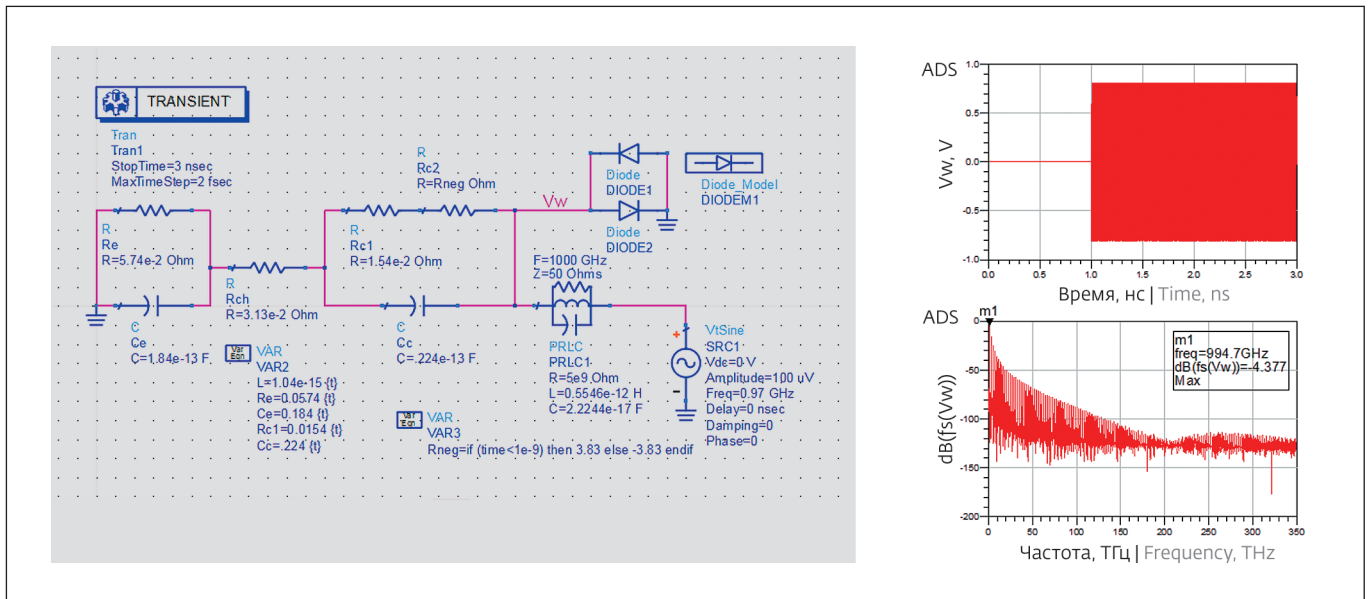 TRANSIENT
Tran
Tran1
StopTime=3 nsec
MaxTimeStep=2 fsec
R
Re
R=5.74e-2 Ohm
C
Ce
C=1.84e-13 F
R
Rch
R=3.13e-2 Ohm
R
Rc2
R=Rneg Ohm
R
Rc1
R=1.54e-2 Ohm
C
Cc
C=.224e-13 F
Vw
Diode
DIODE1
Diode
DIODE2
Diode_Model
DIODEM1
F=1000 GHz
Z=50 Ohms
PRLC
PRLC1
R=5e9 Ohm
L=0.5546e-12 H
C=2.2244e-17 F
VtSine
SRC1
Vdc=0 V
Amplitude=100 uV
Freq=0.97 GHz
Delay=0 nsec
Damping=0
Phase=0
+
-
Var
Eqn
VAR
VAR2
L=1.04e-15 {t}
Re=0.0574 {t}
Ce=0.184 {t}
Rc1=0.0154 {t}
Cc=.224 {t}
Var
Eqn
VAR
VAR3
Rneg=if (time<1e-9) then 3.83 else -3.83 endif
ADS
Vw, V
1.0
0.5
0.0
-0.5
-1.0
0.0 0.5 1.0 1.5 2.0 2.5 3.0
Время, нс | Time, ns
ADS
m1
m1
freq=994.7GHz
dB(fs(Vw))=-4.377
Max
dB(fs(Vw))
0
-50
-100
-150
-200
0 50 100 150 200 250 300 350
Частота, ТГц | Frequency, THz